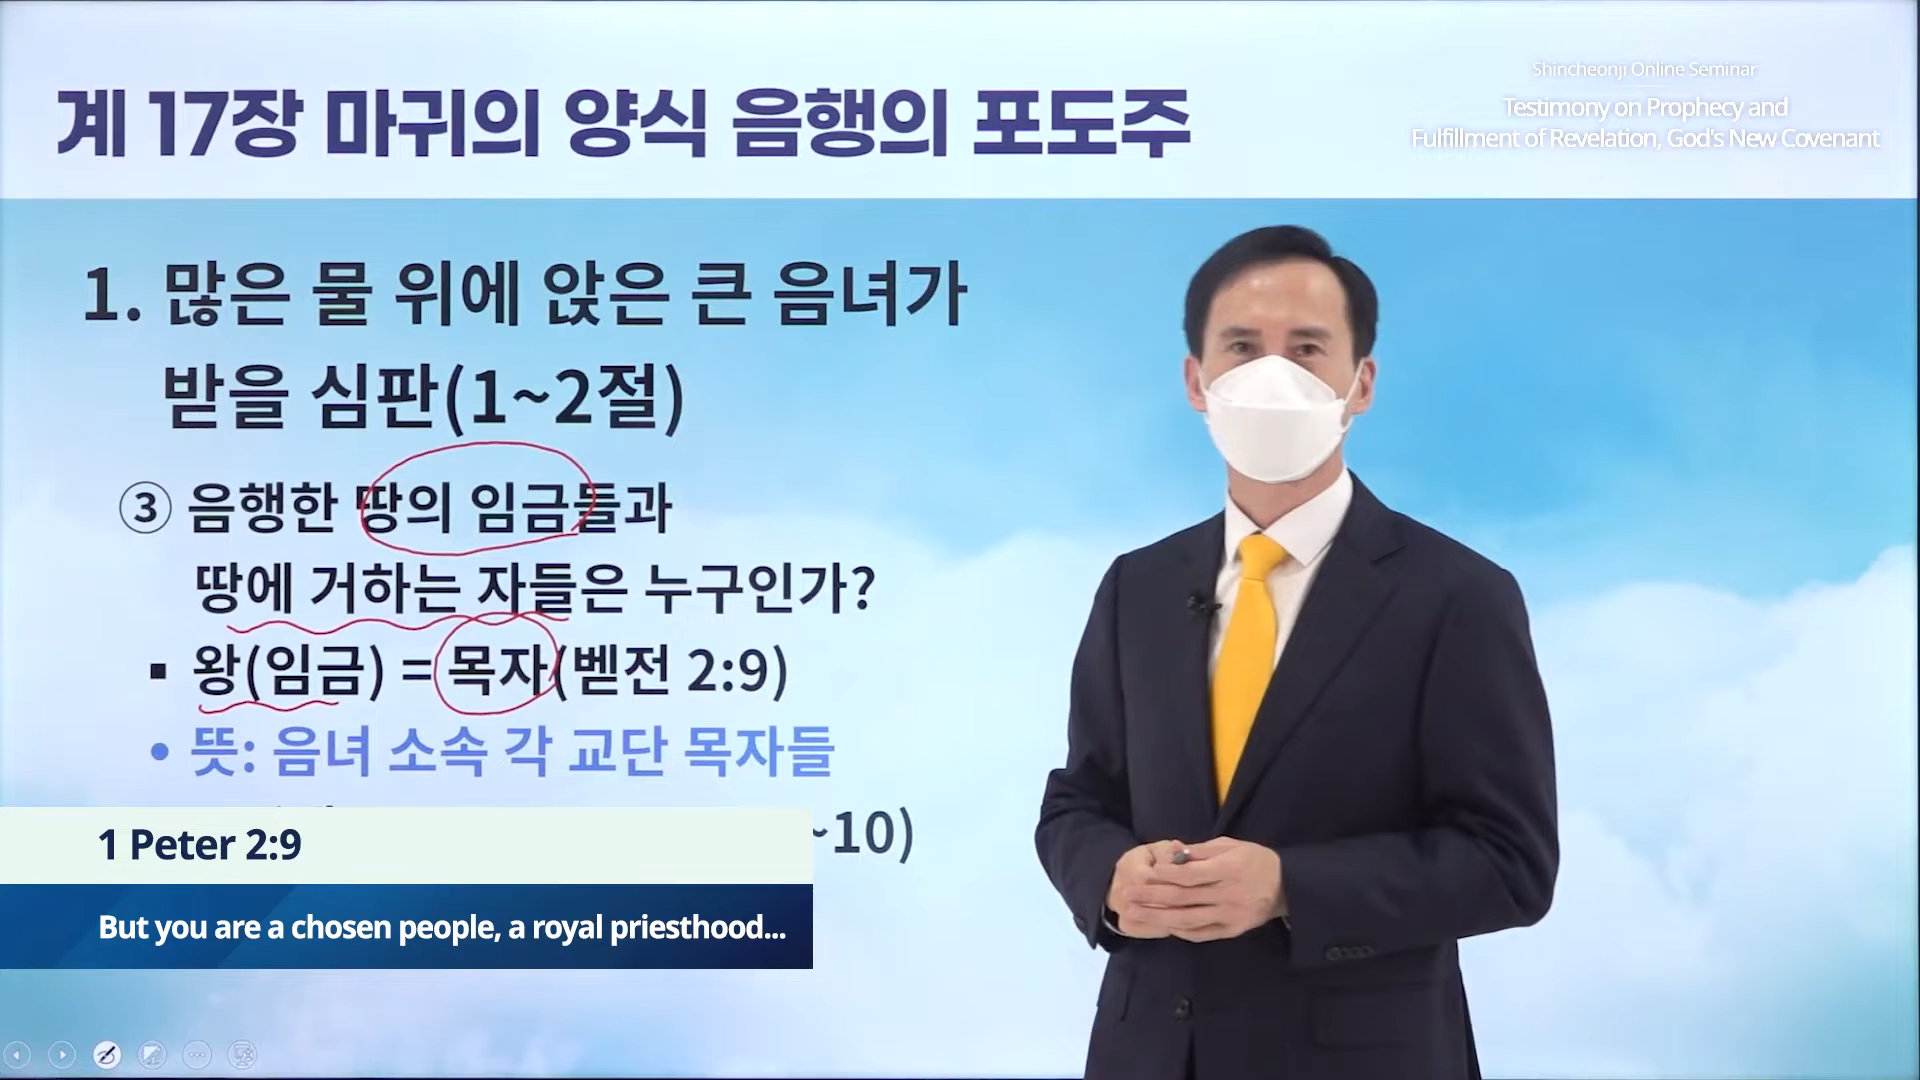 계 17장 마귀의 양식 음행의 포도주
Shincheonji Online Seminar
Testimony on Prophecy and
Fulfillment of Revelation, God's New Covenant
1. 많은 물 위에 앉은 큰 음녀가
받을 심판(1~2절)
③ 음행한 땅의 임금들과
땅에 거하는 자들은 누구인가?
▪ 왕(임금) = 목자(벧전 2:9)
• 뜻: 음녀 소속 각 교단 목자들
~10)
1 Peter 2:9
But you are a chosen people, a royal priesthood...